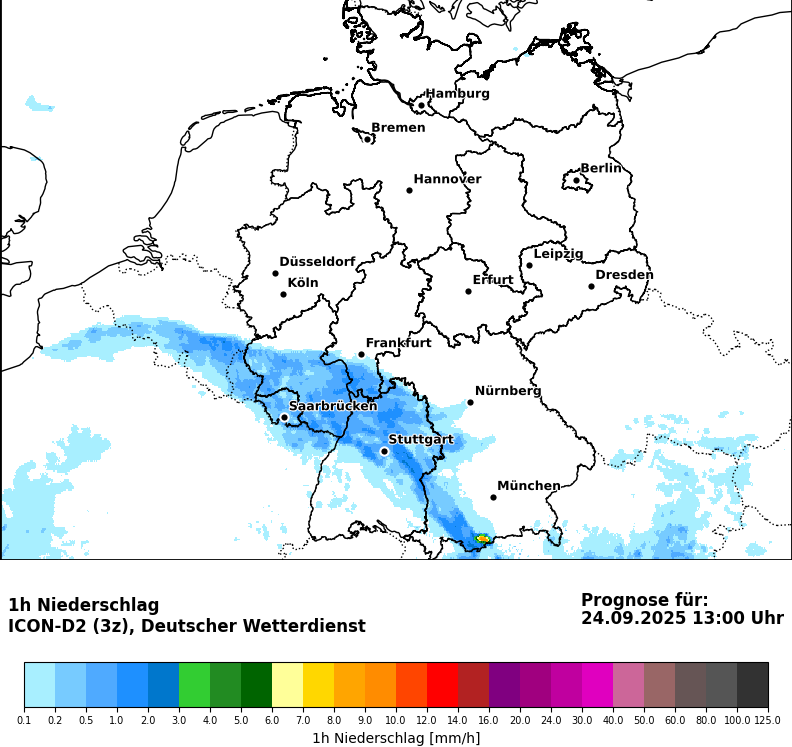 Hamburg
Bremen
Berlin
Hannover
Leipzig
Düsseldorf
Dresden
Köln
Erfurt
Frankfurt
Nürnberg
Saarbrücken
Stuttgart
München
1h Niederschlag
ICON-D2 (3z), Deutscher Wetterdienst
Prognose für:
24.09.2025 13:00 Uhr
0.1 0.2 0.5 1.0 2.0 3.0 4.0 5.0 6.0 7.0 8.0 9.0 10.0 12.0 14.0 16.0 20.0 24.0 30.0 40.0 50.0 60.0 80.0 100.0 125.0
1h Niederschlag [mm/h]